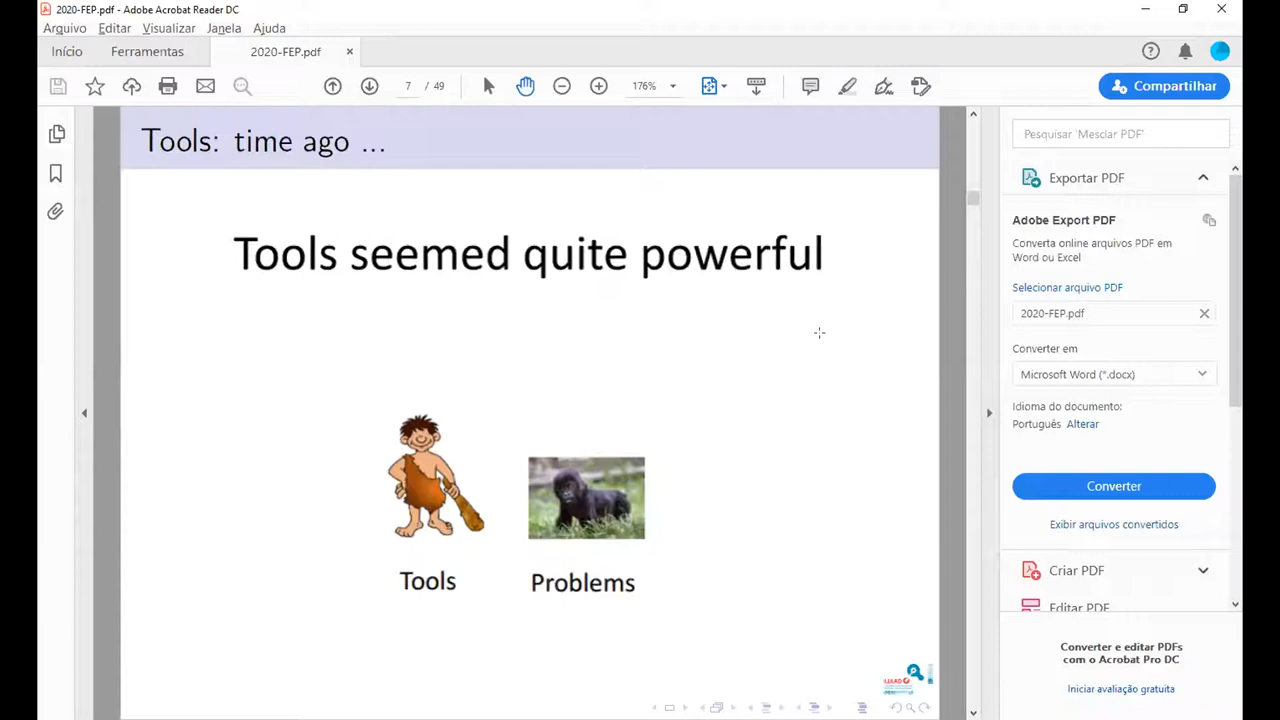 2020-FEP.pdf - Adobe Acrobat Reader DC
Arquivo Editar Visualizar Janela Ajuda
Início Ferramentas 2020-FEP.pdf ×
7 / 49 176% Compartilhar
Tools: time ago ...
Tools seemed quite powerful
Tools Problems
Pesquisar 'Mesclar PDF'
Exportar PDF
Adobe Export PDF
Converta online arquivos PDF em
Word ou Excel
Selecionar arquivo PDF
2020-FEP.pdf
Converter em
Microsoft Word (*.docx)
Idioma do documento:
Português Alterar
Converter
Exibir arquivos convertidos
Criar PDF
Editar PDF
Converter e editar PDFs
com o Acrobat Pro DC
Iniciar avaliação gratuita